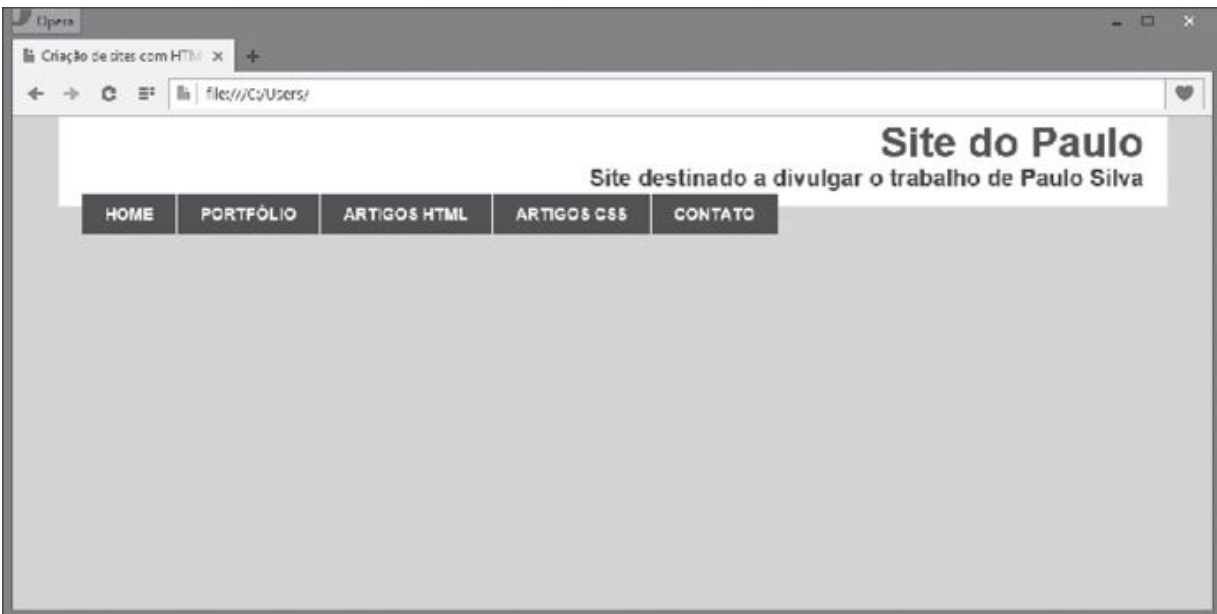 Opera
Criação de sites com HTM
file:///C:/Users/
Site do Paulo
Site destinado a divulgar o trabalho de Paulo Silva
HOME PORTFÓLIO ARTIGOS HTML ARTIGOS CSS CONTATO